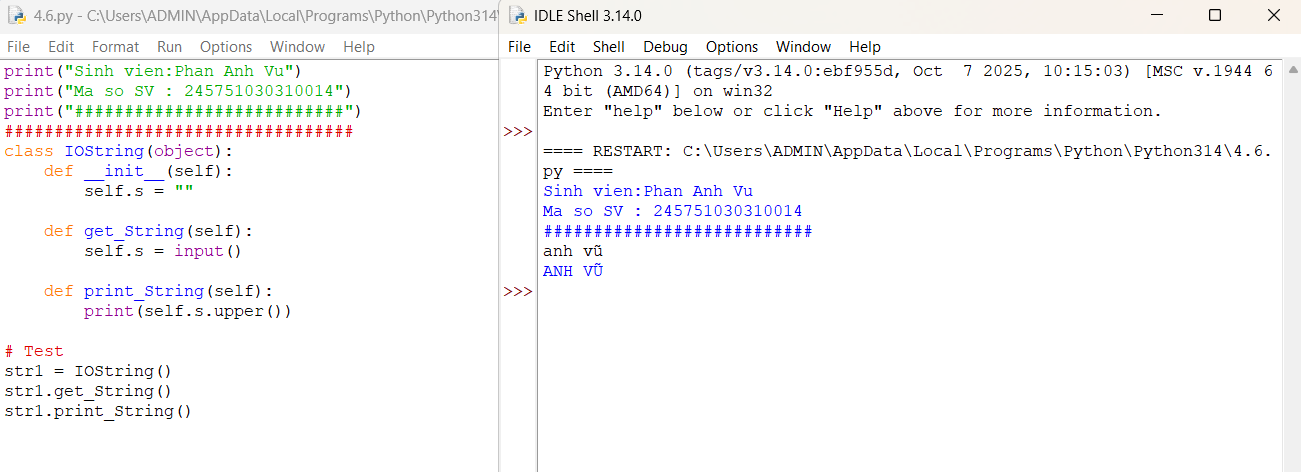 4.6.py - C:\Users\ADMIN\AppData\Local\Programs\Python\Python314\
File Edit Format Run Options Window Help
print("Sinh vien:Phan Anh Vu")
print("Ma so SV : 245751030310014")
print("###########################")
###################################
class IOString(object):
    def __init__(self):
        self.s = ""
    def get_String(self):
        self.s = input()
    def print_String(self):
        print(self.s.upper())
# Test
str1 = IOString()
str1.get_String()
str1.print_String()
IDLE Shell 3.14.0
File Edit Shell Debug Options Window Help
Python 3.14.0 (tags/v3.14.0:ebf955d, Oct  7 2025, 10:15:03) [MSC v.1944 6
4 bit (AMD64)] on win32
Enter "help" below or click "Help" above for more information.
>>>
==== RESTART: C:\Users\ADMIN\AppData\Local\Programs\Python\Python314\4.6.
py ====
Sinh vien:Phan Anh Vu
Ma so SV : 245751030310014
###########################
anh vũ
ANH VŨ
>>>